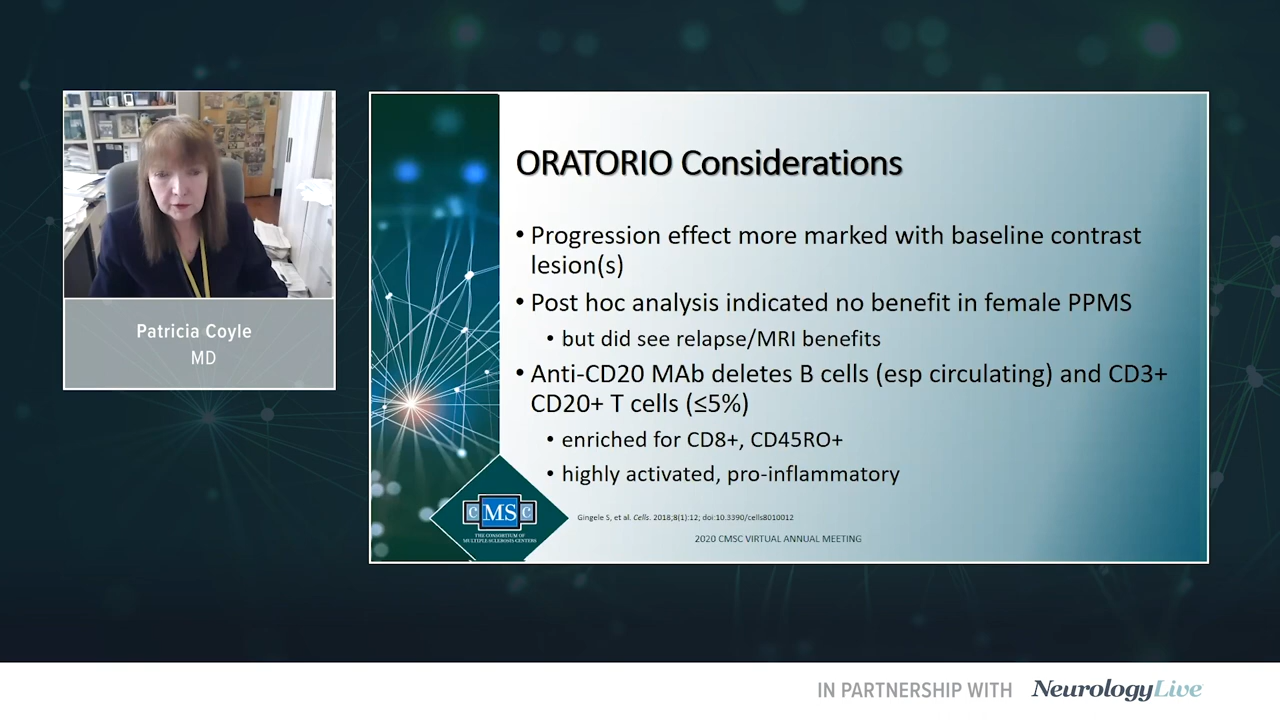 Patricia Coyle
MD
ORATORIO Considerations
• Progression effect more marked with baseline contrast
lesion(s)
• Post hoc analysis indicated no benefit in female PPMS
• but did see relapse/MRI benefits
• Anti-CD20 MAb deletes B cells (esp circulating) and CD3+
CD20+ T cells (≤5%)
• enriched for CD8+, CD45RO+
• highly activated, pro-inflammatory
CMSC
THE CONSORTIUM OF
MULTIPLE SCLEROSIS CENTERS
Gingele S, et al. Cells. 2018;8(1):12; doi:10.3390/cells8010012
2020 CMSC VIRTUAL ANNUAL MEETING
IN PARTNERSHIP WITH NeurologyLive